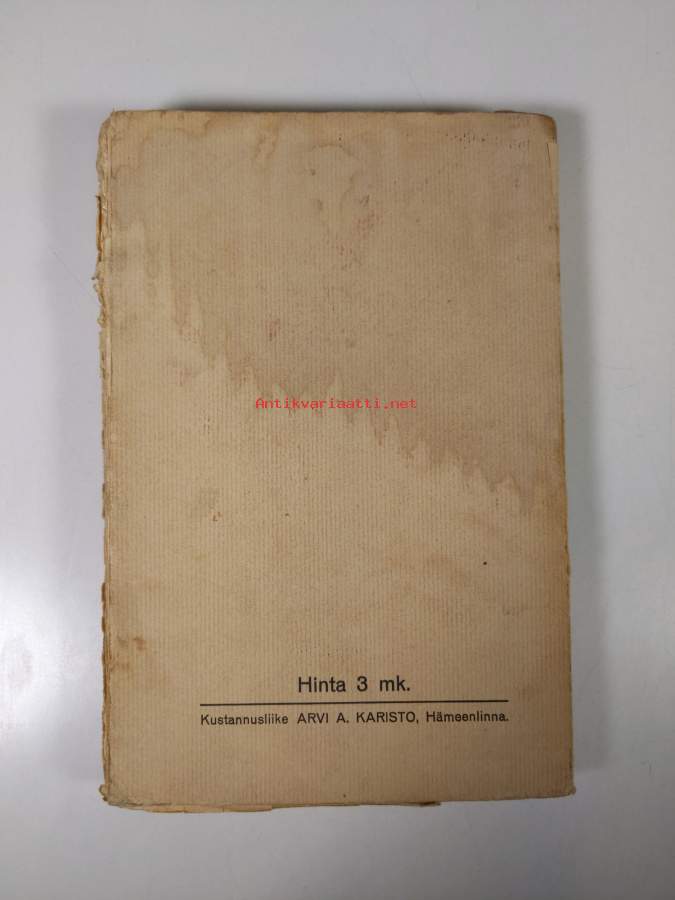 Antikvariaatti.net
Hinta 3 mk.
Kustannusliike ARVI A. KARISTO, Hämeenlinna.